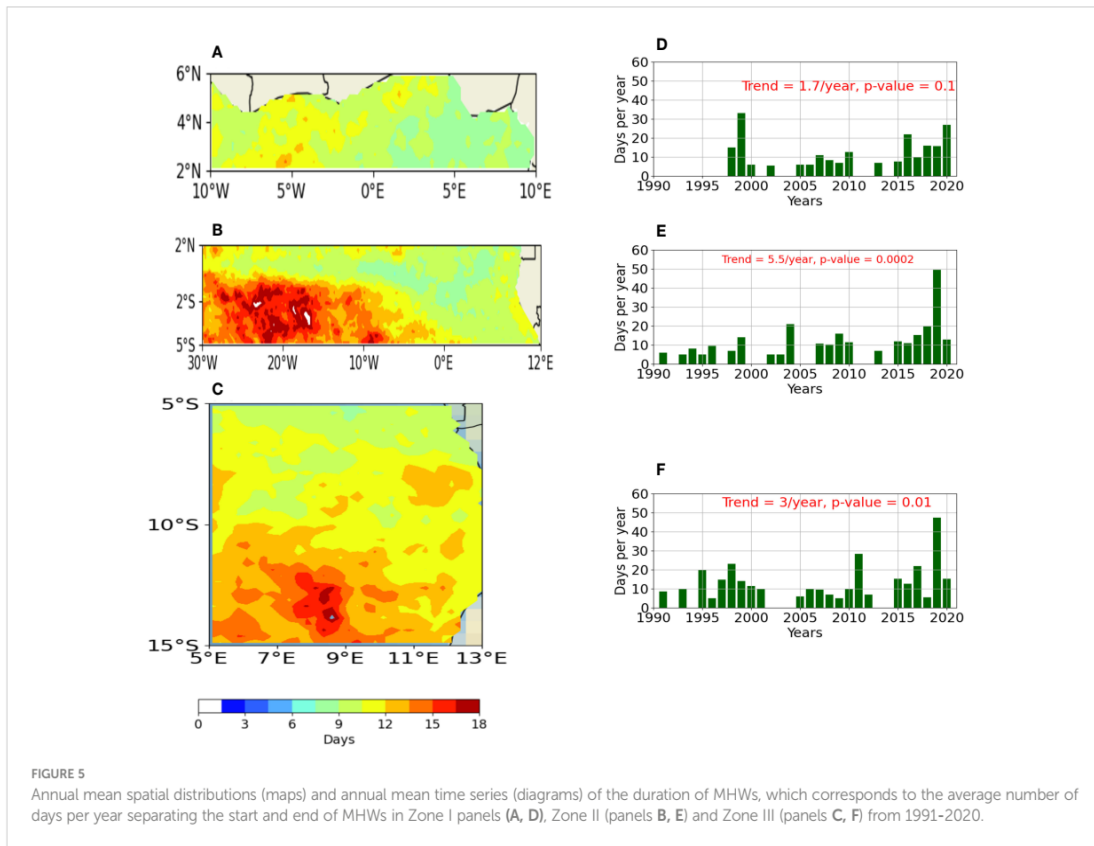 A
6°N
4°N
2°N
10°W 5°W 0°E 5°E 10°E
B
2°N
2°S
5°S
30°W 20°W 10°W 0°E 12°E
C
5°S
10°S
15°S
5°E 7°E 9°E 11°E 13°E
0 3 6 9 12 15 18
Days
D
60
50
40
30
20
10
0
Days per year
Trend = 1.7/year, p-value = 0.1
1990 1995 2000 2005 2010 2015 2020
Years
E
60
50
40
30
20
10
0
Days per year
Trend = 5.5/year, p-value = 0.0002
1990 1995 2000 2005 2010 2015 2020
Years
F
60
50
40
30
20
10
0
Days per year
Trend = 3/year, p-value = 0.01
1990 1995 2000 2005 2010 2015 2020
Years
FIGURE 5
Annual mean spatial distributions (maps) and annual mean time series (diagrams) of the duration of MHWs, which corresponds to the average number of
days per year separating the start and end of MHWs in Zone I panels (A, D), Zone II (panels B, E) and Zone III (panels C, F) from 1991-2020.